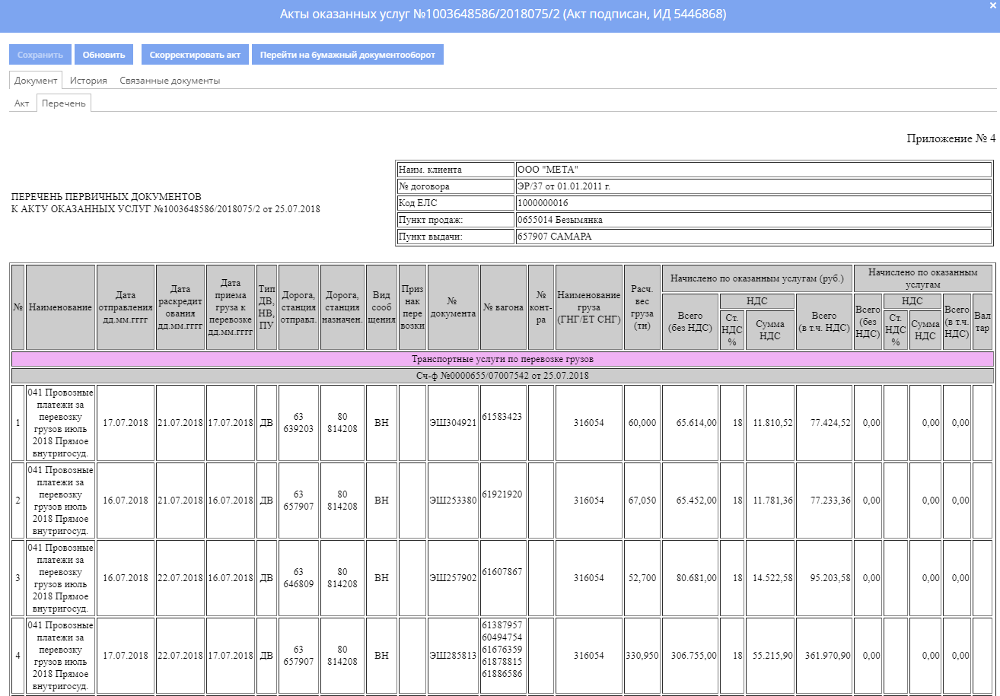 Акты оказанных услуг №1003648586/2018075/2 (Акт подписан, ИД 5446868)
×
Сохранить Обновить Скорректировать акт Перейти на бумажный документооборот
Документ История Связанные документы
Акт Перечень
Приложение № 4
Наим. клиента ООО "МЕТА"
№ договора ЭР/37 от 01.01.2011 г.
Код ЕЛС 1000000016
Пункт продаж: 0655014 Безымянка
Пункт выдачи: 657907 САМАРА
ПЕРЕЧЕНЬ ПЕРВИЧНЫХ ДОКУМЕНТОВ
К АКТУ ОКАЗАННЫХ УСЛУГ №1003648586/2018075/2 от 25.07.2018
№
Наименование
Дата
отправления
дд.мм.гггг
Дата
раскредит
ования
дд.мм.гггг
Дата
приема
груза к
перевозке
дд.мм.гггг
Тип
ДВ,
НВ,
ПУ
Дорога,
станция
отправл.
Дорога,
станция
назначен.
Вид
сооб
щения
Приз
нак
пере
возки
№
документа
№ вагона
№
конт-
ра
Наименование
груза
(ГНГ/ЕТ СНГ)
Расч.
вес
груза
(тн)
Начислено по оказанным услугам (руб.)
Всего
(без НДС)
НДС
Ст.
НДС
%
Сумма
НДС
Всего
(в т.ч. НДС)
Начислено по оказанным
услугам
Всего
(без
НДС)
НДС
Ст.
НДС
%
Сумма
НДС
Всего
(в т.ч.
НДС)
Вал
тар
Транспортные услуги по перевозке грузов
Сч-ф №0000655/07007542 от 25.07.2018
1
041 Провозные
платежи за
перевозку
грузов июль
2018 Прямое
внутригосуд.
17.07.2018 21.07.2018 17.07.2018 ДВ
63
639203
80
814208
ВН ЭШ304921 61583423 316054 60,000 65.614,00 18 11.810,52 77.424,52 0,00 0,00 0,00
2
041 Провозные
платежи за
перевозку
грузов июль
2018 Прямое
внутригосуд.
16.07.2018 21.07.2018 16.07.2018 ДВ
63
657907
80
814208
ВН ЭШ253380 61921920 316054 67,050 65.452,00 18 11.781,36 77.233,36 0,00 0,00 0,00
3
041 Провозные
платежи за
перевозку
грузов июль
2018 Прямое
внутригосуд.
16.07.2018 22.07.2018 16.07.2018 ДВ
63
646809
80
814208
ВН ЭШ257902 61607867 316054 52,700 80.681,00 18 14.522,58 95.203,58 0,00 0,00 0,00
4
041 Провозные
платежи за
перевозку
грузов июль
2018 Прямое
внутригосуд.
17.07.2018 22.07.2018 17.07.2018 ДВ
63
657907
80
814208
ВН ЭШ285813
61387957
60494754
61676359
61878815
61886586
316054 330,950 306.755,00 18 55.215,90 361.970,90 0,00 0,00 0,00